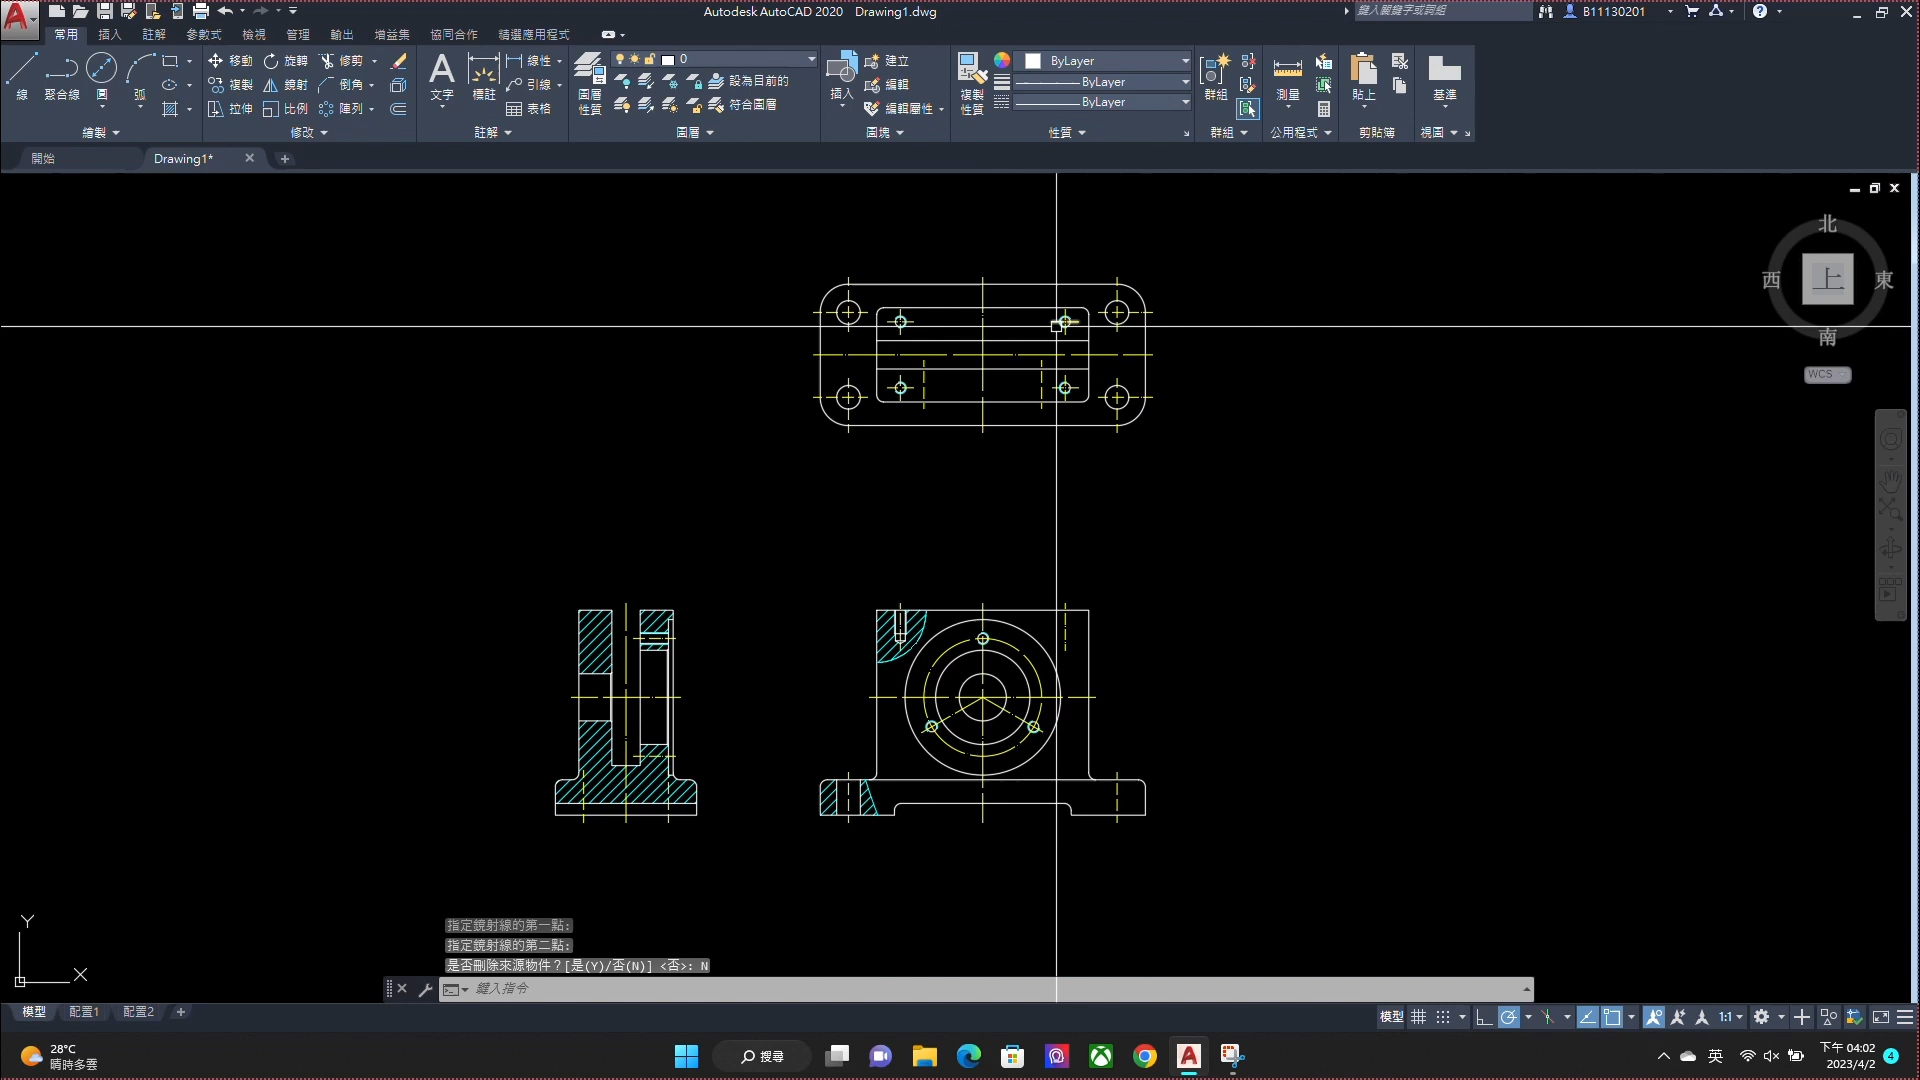 Autodesk AutoCAD 2020 Drawing1.dwg
鍵入關鍵字或詞組
B11130201
常用 插入 註解 參數式 檢視 管理 輸出 增益集 協同合作 精選應用程式
線 聚合線 圓 弧
移動 旋轉 修剪
複製 鏡射 倒角
拉伸 比例 陣列
文字 標註
線性
引線
表格
圖層性質
0
設為目前的
符合圖層
插入
建立
編輯
編輯屬性
複製性質
ByLayer
ByLayer
ByLayer
群組 測量 貼上 基準
繪製 修改 註解 圖層 圖塊 性質 群組 公用程式 剪貼簿 視圖
開始 Drawing1*
北
西 上 東
南
WCS
Y
X
指定鏡射線的第一點:
指定鏡射線的第二點:
是否刪除來源物件？[是(Y)/否(N)] <否>: N
鍵入指令
模型 配置1 配置2
模型 1:1
28°C
晴時多雲
搜尋
英
下午 04:02
2023/4/2
4